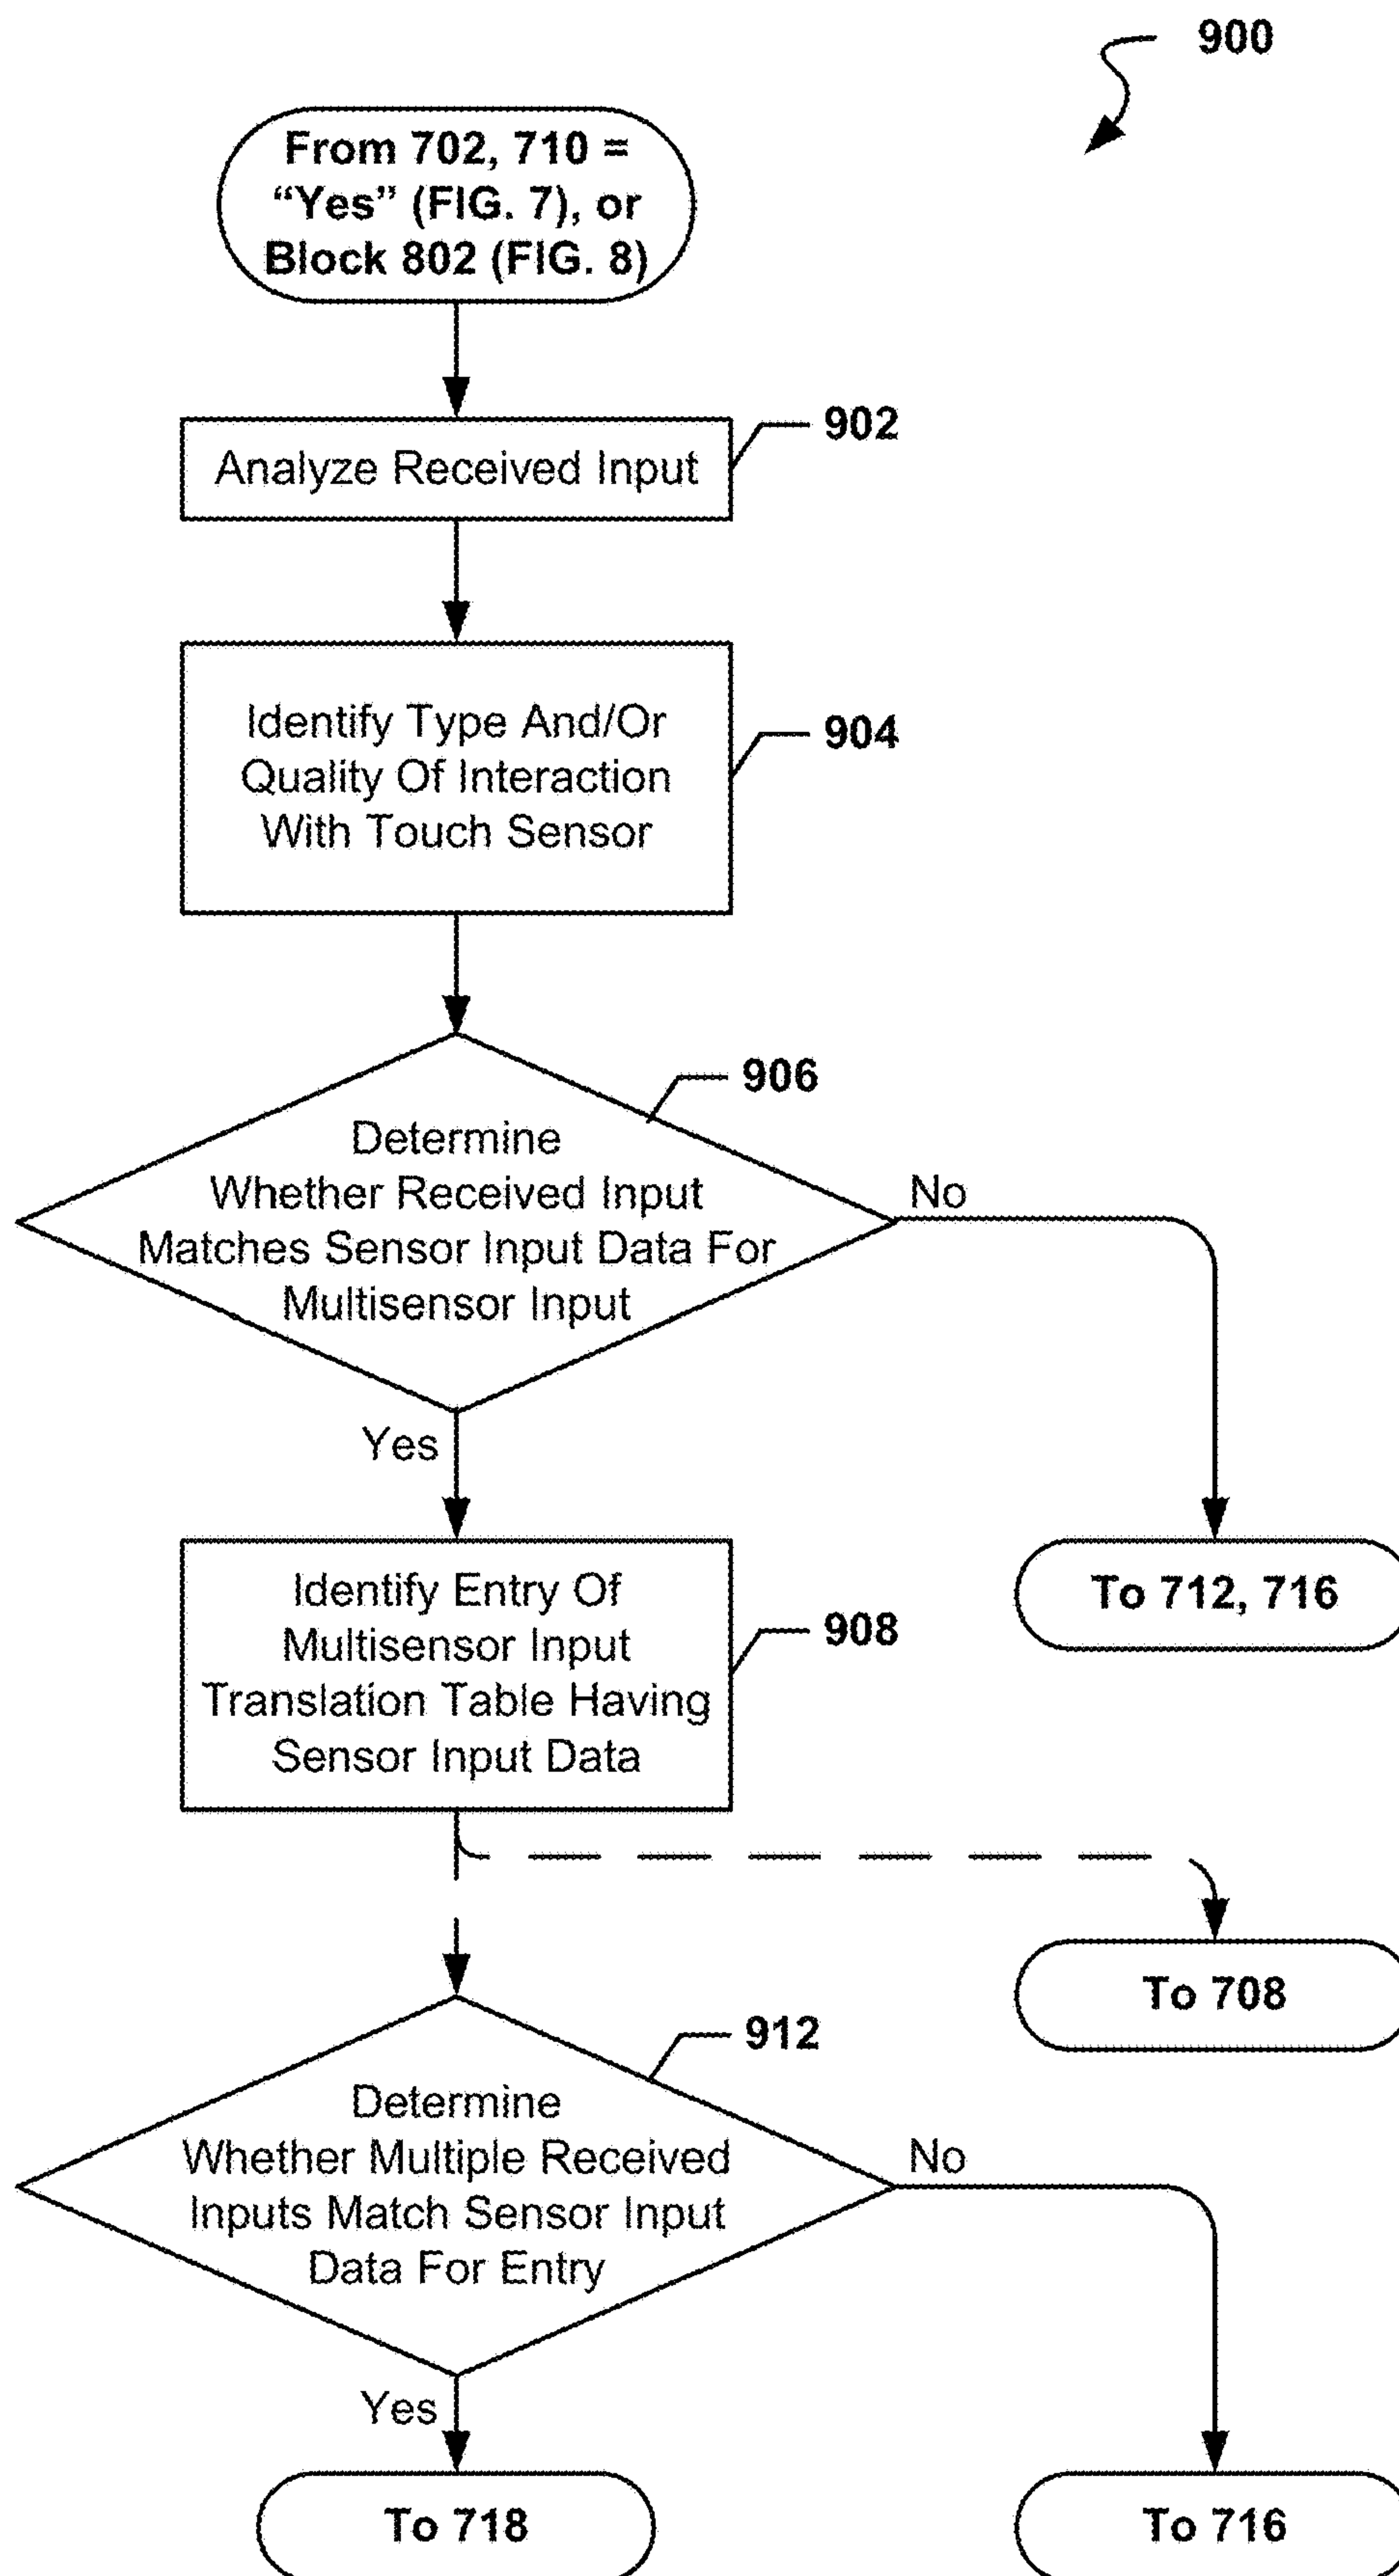 900
From 702, 710 =
“Yes” (FIG. 7), or
Block 802 (FIG. 8)
902
Analyze Received Input
904
Identify Type And/Or
Quality Of Interaction
With Touch Sensor
906
Determine
Whether Received Input
Matches Sensor Input Data For
Multisensor Input
No
Yes
To 712, 716
908
Identify Entry Of
Multisensor Input
Translation Table Having
Sensor Input Data
To 708
912
Determine
Whether Multiple Received
Inputs Match Sensor Input
Data For Entry
No
Yes
To 718
To 716